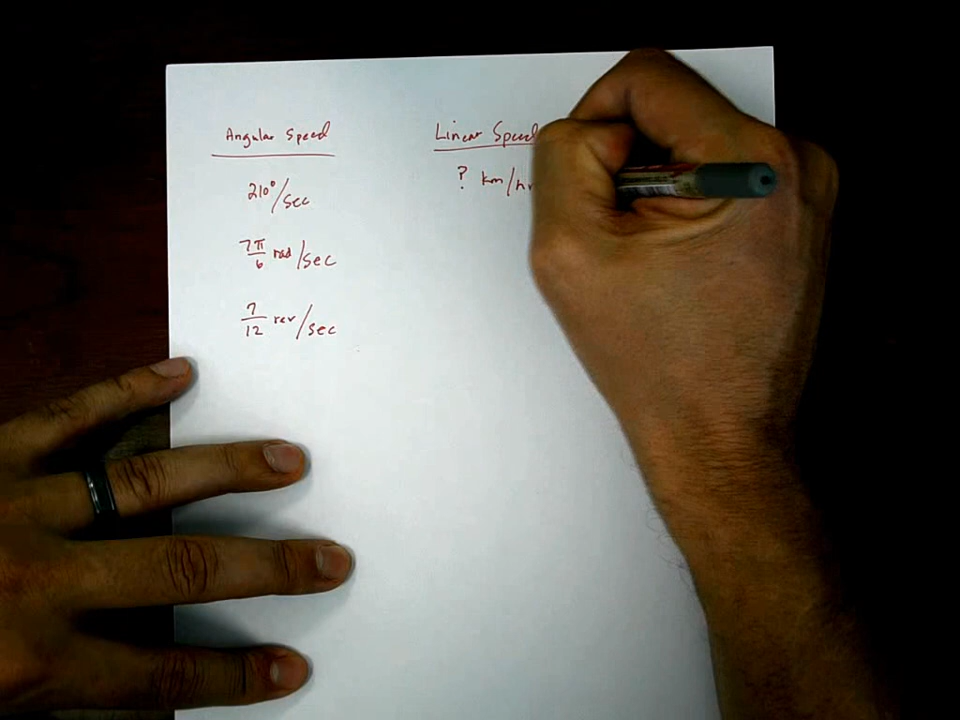 Angular Speed
210°/sec
7π/6 rad/sec
7/12 rev/sec
Linear Speed
? km/hr